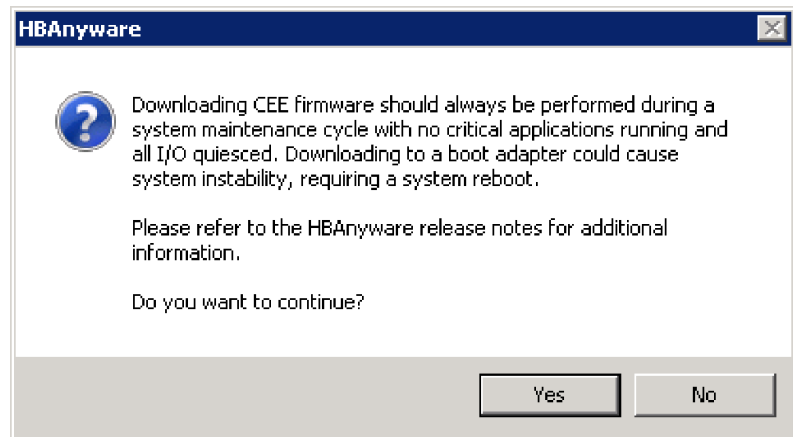 HBAnyware
Downloading CEE firmware should always be performed during a
system maintenance cycle with no critical applications running and
all I/O quiesced. Downloading to a boot adapter could cause
system instability, requiring a system reboot.
Please refer to the HBAnyware release notes for additional
information.
Do you want to continue?
Yes
No